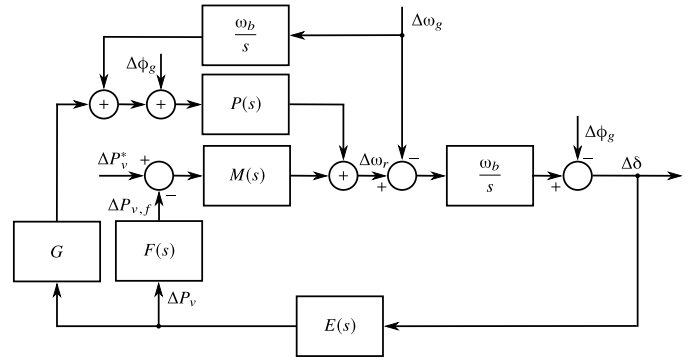 ω_b
s
Δω_g
Δϕ_g
+
+
P(s)
ΔP_v^*
+
−
M(s)
+
Δω_r
−
+
ω_b
s
Δϕ_g
−
+
Δδ
ΔP_{v,f}
G
F(s)
ΔP_v
E(s)